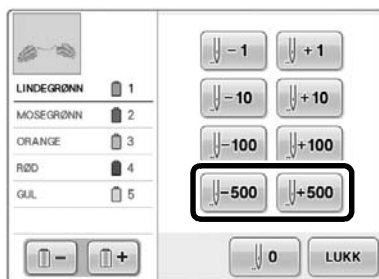 LINDEGRØNN 1
MOSEGRØNN 2
ORANGE 3
RØD 4
GUL 5
−1 +1
−10 +10
−100 +100
−500 +500
− + 0 LUKK